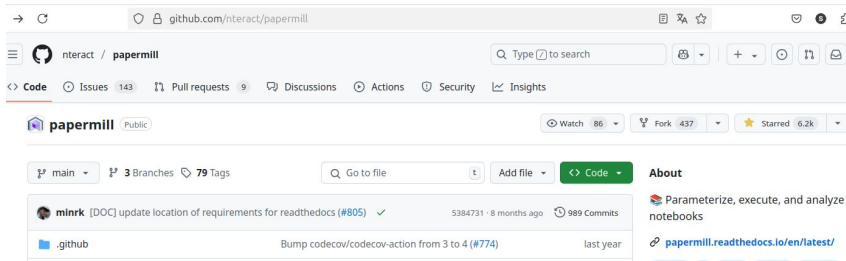 github.com/nteract/papermill
nteract / papermill
Type / to search
Code Issues 143 Pull requests 9 Discussions Actions Security Insights
papermill Public
Watch 86 Fork 437 Starred 6.2k
main 3 Branches 79 Tags Go to file t Add file Code
About
minrk [DOC] update location of requirements for readthedocs (#805) 5384731 · 8 months ago 989 Commits
📚 Parameterize, execute, and analyze
notebooks
.github Bump codecov/codecov-action from 3 to 4 (#774) last year
papermill.readthedocs.io/en/latest/